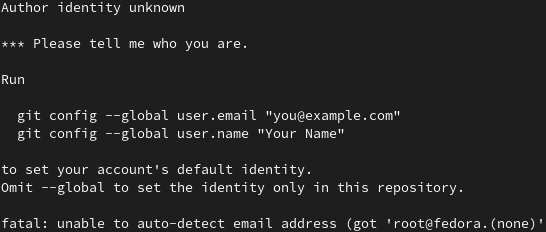 Author identity unknown
*** Please tell me who you are.
Run
git config --global user.email "you@example.com"
git config --global user.name "Your Name"
to set your account's default identity.
Omit --global to set the identity only in this repository.
fatal: unable to auto-detect email address (got 'root@fedora.(none)'